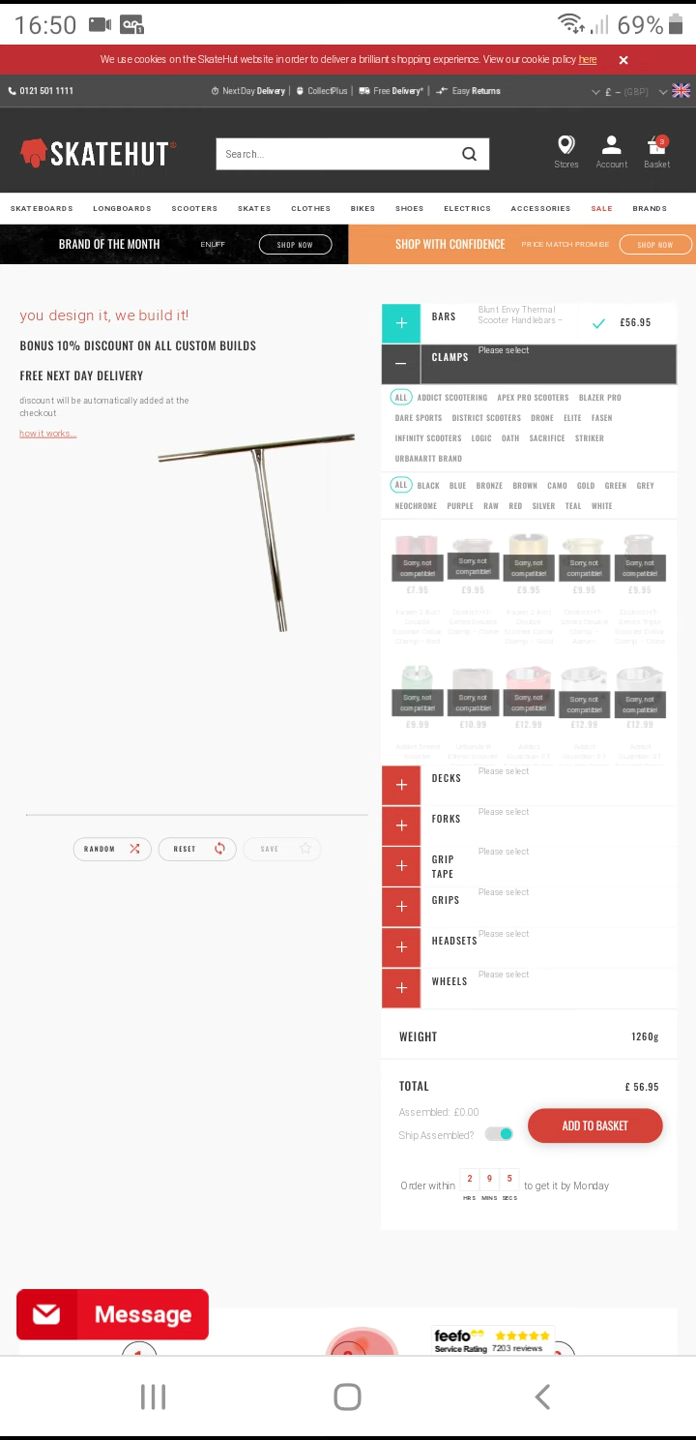 16:50
69%
We use cookies on the SkateHut website in order to deliver a brilliant shopping experience. View our cookie policy here
0121 501 1111
Next Day Delivery | CollectPlus | Free Delivery* | Easy Returns
£ – (GBP)
SKATEHUT®
Search...
Stores
Account
3
Basket
SKATEBOARDS LONGBOARDS SCOOTERS SKATES CLOTHES BIKES SHOES ELECTRICS ACCESSORIES SALE BRANDS
BRAND OF THE MONTH ENUFF SHOP NOW
SHOP WITH CONFIDENCE PRICE MATCH PROMISE SHOP NOW
you design it, we build it!
BONUS 10% DISCOUNT ON ALL CUSTOM BUILDS
FREE NEXT DAY DELIVERY
discount will be automatically added at the
checkout
how it works...
RANDOM
RESET
SAVE
BARS
Blunt Envy Thermal
Scooter Handlebars –
£56.95
CLAMPS
Please select
ALL ADDICT SCOOTERING APEX PRO SCOOTERS BLAZER PRO
DARE SPORTS DISTRICT SCOOTERS DRONE ELITE FASEN
INFINITY SCOOTERS LOGIC OATH SACRIFICE STRIKER
URBANARTT BRAND
ALL BLACK BLUE BRONZE BROWN CAMO GOLD GREEN GREY
NEOCHROME PURPLE RAW RED SILVER TEAL WHITE
Sorry, not compatible! Sorry, not compatible! Sorry, not compatible! Sorry, not compatible! Sorry, not compatible!
£7.95 £9.95 £9.95 £9.95 £9.95
Sorry, not compatible! Sorry, not compatible! Sorry, not compatible! Sorry, not compatible! Sorry, not compatible!
£9.99 £10.99 £12.99 £12.99 £12.99
DECKS
Please select
FORKS
Please select
GRIP
TAPE
Please select
GRIPS
Please select
HEADSETS
Please select
WHEELS
Please select
WEIGHT 1260g
TOTAL £ 56.95
Assembled: £0.00
Ship Assembled?
ADD TO BASKET
Order within 2 9 5 to get it by Monday
HRS MINS SECS
Message
feefo
Service Rating 7203 reviews